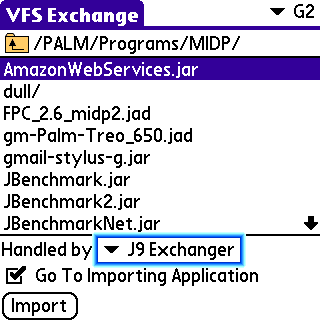 VFS Exchange G2
/PALM/Programs/MIDP/
AmazonWebServices.jar
dull/
FPC_2.6_midp2.jad
gm-Palm-Treo_650.jad
gmail-stylus-g.jar
JBenchmark.jar
JBenchmark2.jar
JBenchmarkNet.jar
Handled by J9 Exchanger
Go To Importing Application
Import